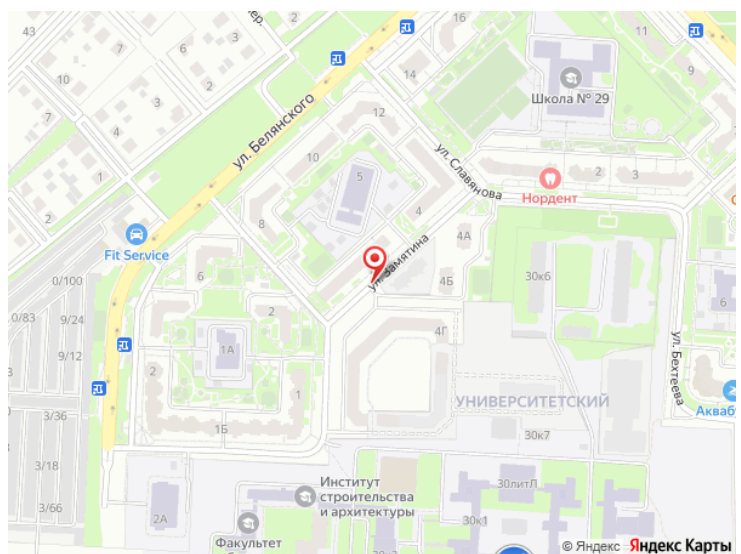 43
пер.
2
2
16
11
9
10
6
14
Школа № 29
7
4
ул. Белянского
12
ул. Славянова
4
3
10
2
3
1
5
Нордент
2
8
4
4А
Fit Service
ул. Замятина
0/100
6
4Б
30к6
6
0/83
9/24
2
4Г
9/12
1А
ул. Бехтеева
2
1
УНИВЕРСИТЕТСКИЙ
3/36
1Б
30к7
3/18
Институт
строительства
и архитектуры
30литЛ
3/66
2А
Факультет
30к1
© Яндекс Яндекс Карты